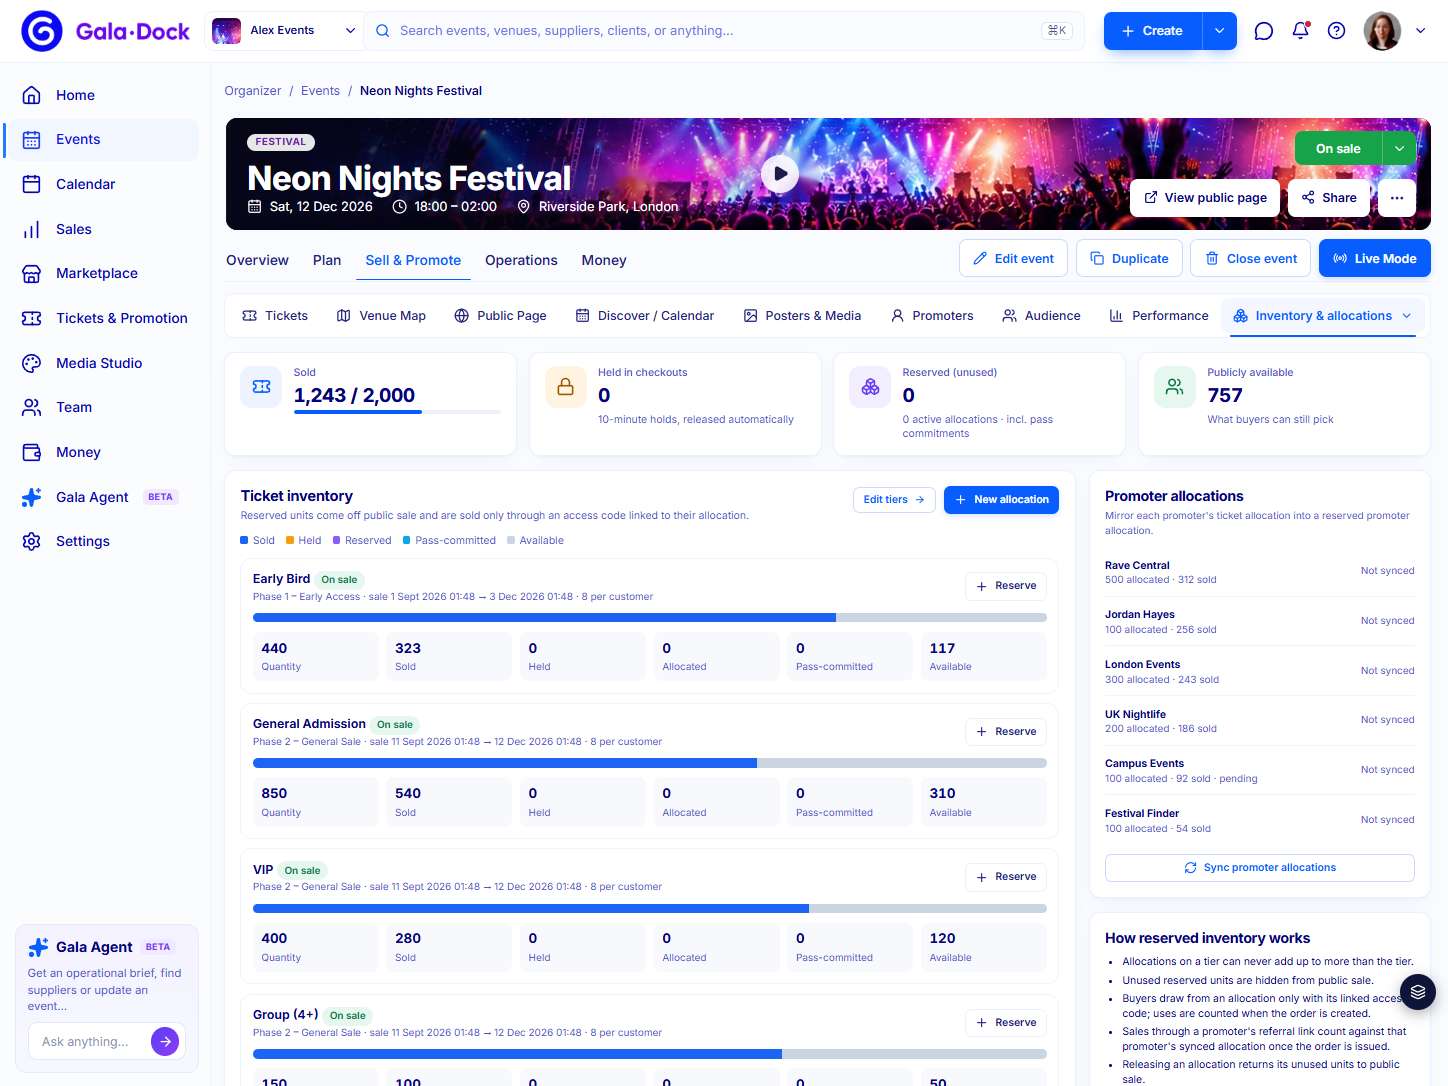 Gala·Dock
Alex Events
Search events, venues, suppliers, clients, or anything...
⌘K
+ Create
Home
Events
Calendar
Sales
Marketplace
Tickets & Promotion
Media Studio
Team
Money
Gala Agent BETA
Settings
Gala Agent BETA
Get an operational brief, find
suppliers or update an
event...
Ask anything...
Organizer / Events / Neon Nights Festival
FESTIVAL
Neon Nights Festival
Sat, 12 Dec 2026 18:00 – 02:00 Riverside Park, London
On sale
View public page
Share
Overview
Plan
Sell & Promote
Operations
Money
Edit event
Duplicate
Close event
Live Mode
Tickets
Venue Map
Public Page
Discover / Calendar
Posters & Media
Promoters
Audience
Performance
Inventory & allocations
Sold
1,243 / 2,000
Held in checkouts
0
10-minute holds, released automatically
Reserved (unused)
0
0 active allocations · incl. pass
commitments
Publicly available
757
What buyers can still pick
Ticket inventory
Reserved units come off public sale and are sold only through an access code linked to their allocation.
Edit tiers →
+ New allocation
Sold Held Reserved Pass-committed Available
Early Bird On sale
Phase 1 – Early Access · sale 1 Sept 2026 01:48 → 3 Dec 2026 01:48 · 8 per customer
+ Reserve
440 323 0 0 0 117
Quantity Sold Held Allocated Pass-committed Available
General Admission On sale
Phase 2 – General Sale · sale 11 Sept 2026 01:48 → 12 Dec 2026 01:48 · 8 per customer
+ Reserve
850 540 0 0 0 310
Quantity Sold Held Allocated Pass-committed Available
VIP On sale
Phase 2 – General Sale · sale 11 Sept 2026 01:48 → 12 Dec 2026 01:48 · 8 per customer
+ Reserve
400 280 0 0 0 120
Quantity Sold Held Allocated Pass-committed Available
Group (4+) On sale
Phase 2 – General Sale · sale 11 Sept 2026 01:48 → 12 Dec 2026 01:48 · 8 per customer
+ Reserve
150 100 0 0 0 50
Promoter allocations
Mirror each promoter's ticket allocation into a reserved promoter
allocation.
Rave Central
500 allocated · 312 sold
Not synced
Jordan Hayes
100 allocated · 256 sold
Not synced
London Events
300 allocated · 243 sold
Not synced
UK Nightlife
200 allocated · 186 sold
Not synced
Campus Events
100 allocated · 92 sold · pending
Not synced
Festival Finder
100 allocated · 54 sold
Not synced
Sync promoter allocations
How reserved inventory works
• Allocations on a tier can never add up to more than the tier.
• Unused reserved units are hidden from public sale.
• Buyers draw from an allocation only with its linked access
code; uses are counted when the order is created.
• Sales through a promoter's referral link count against that
promoter's synced allocation once the order is issued.
• Releasing an allocation returns its unused units to public
sale.